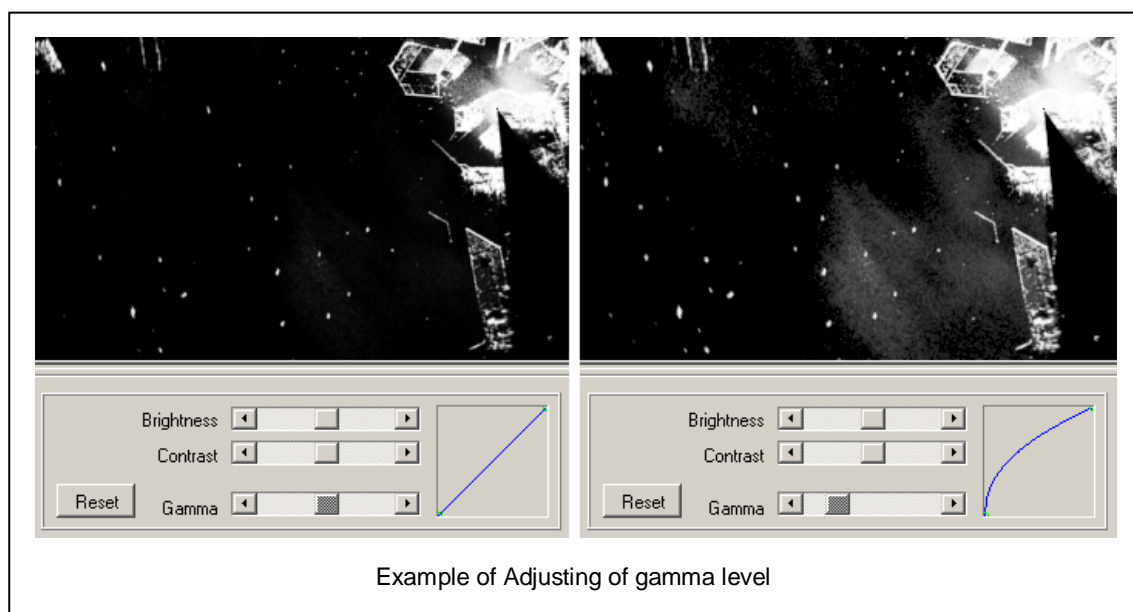 Brightness
Contrast
Reset
Gamma
Brightness
Contrast
Reset
Gamma
Example of Adjusting of gamma level